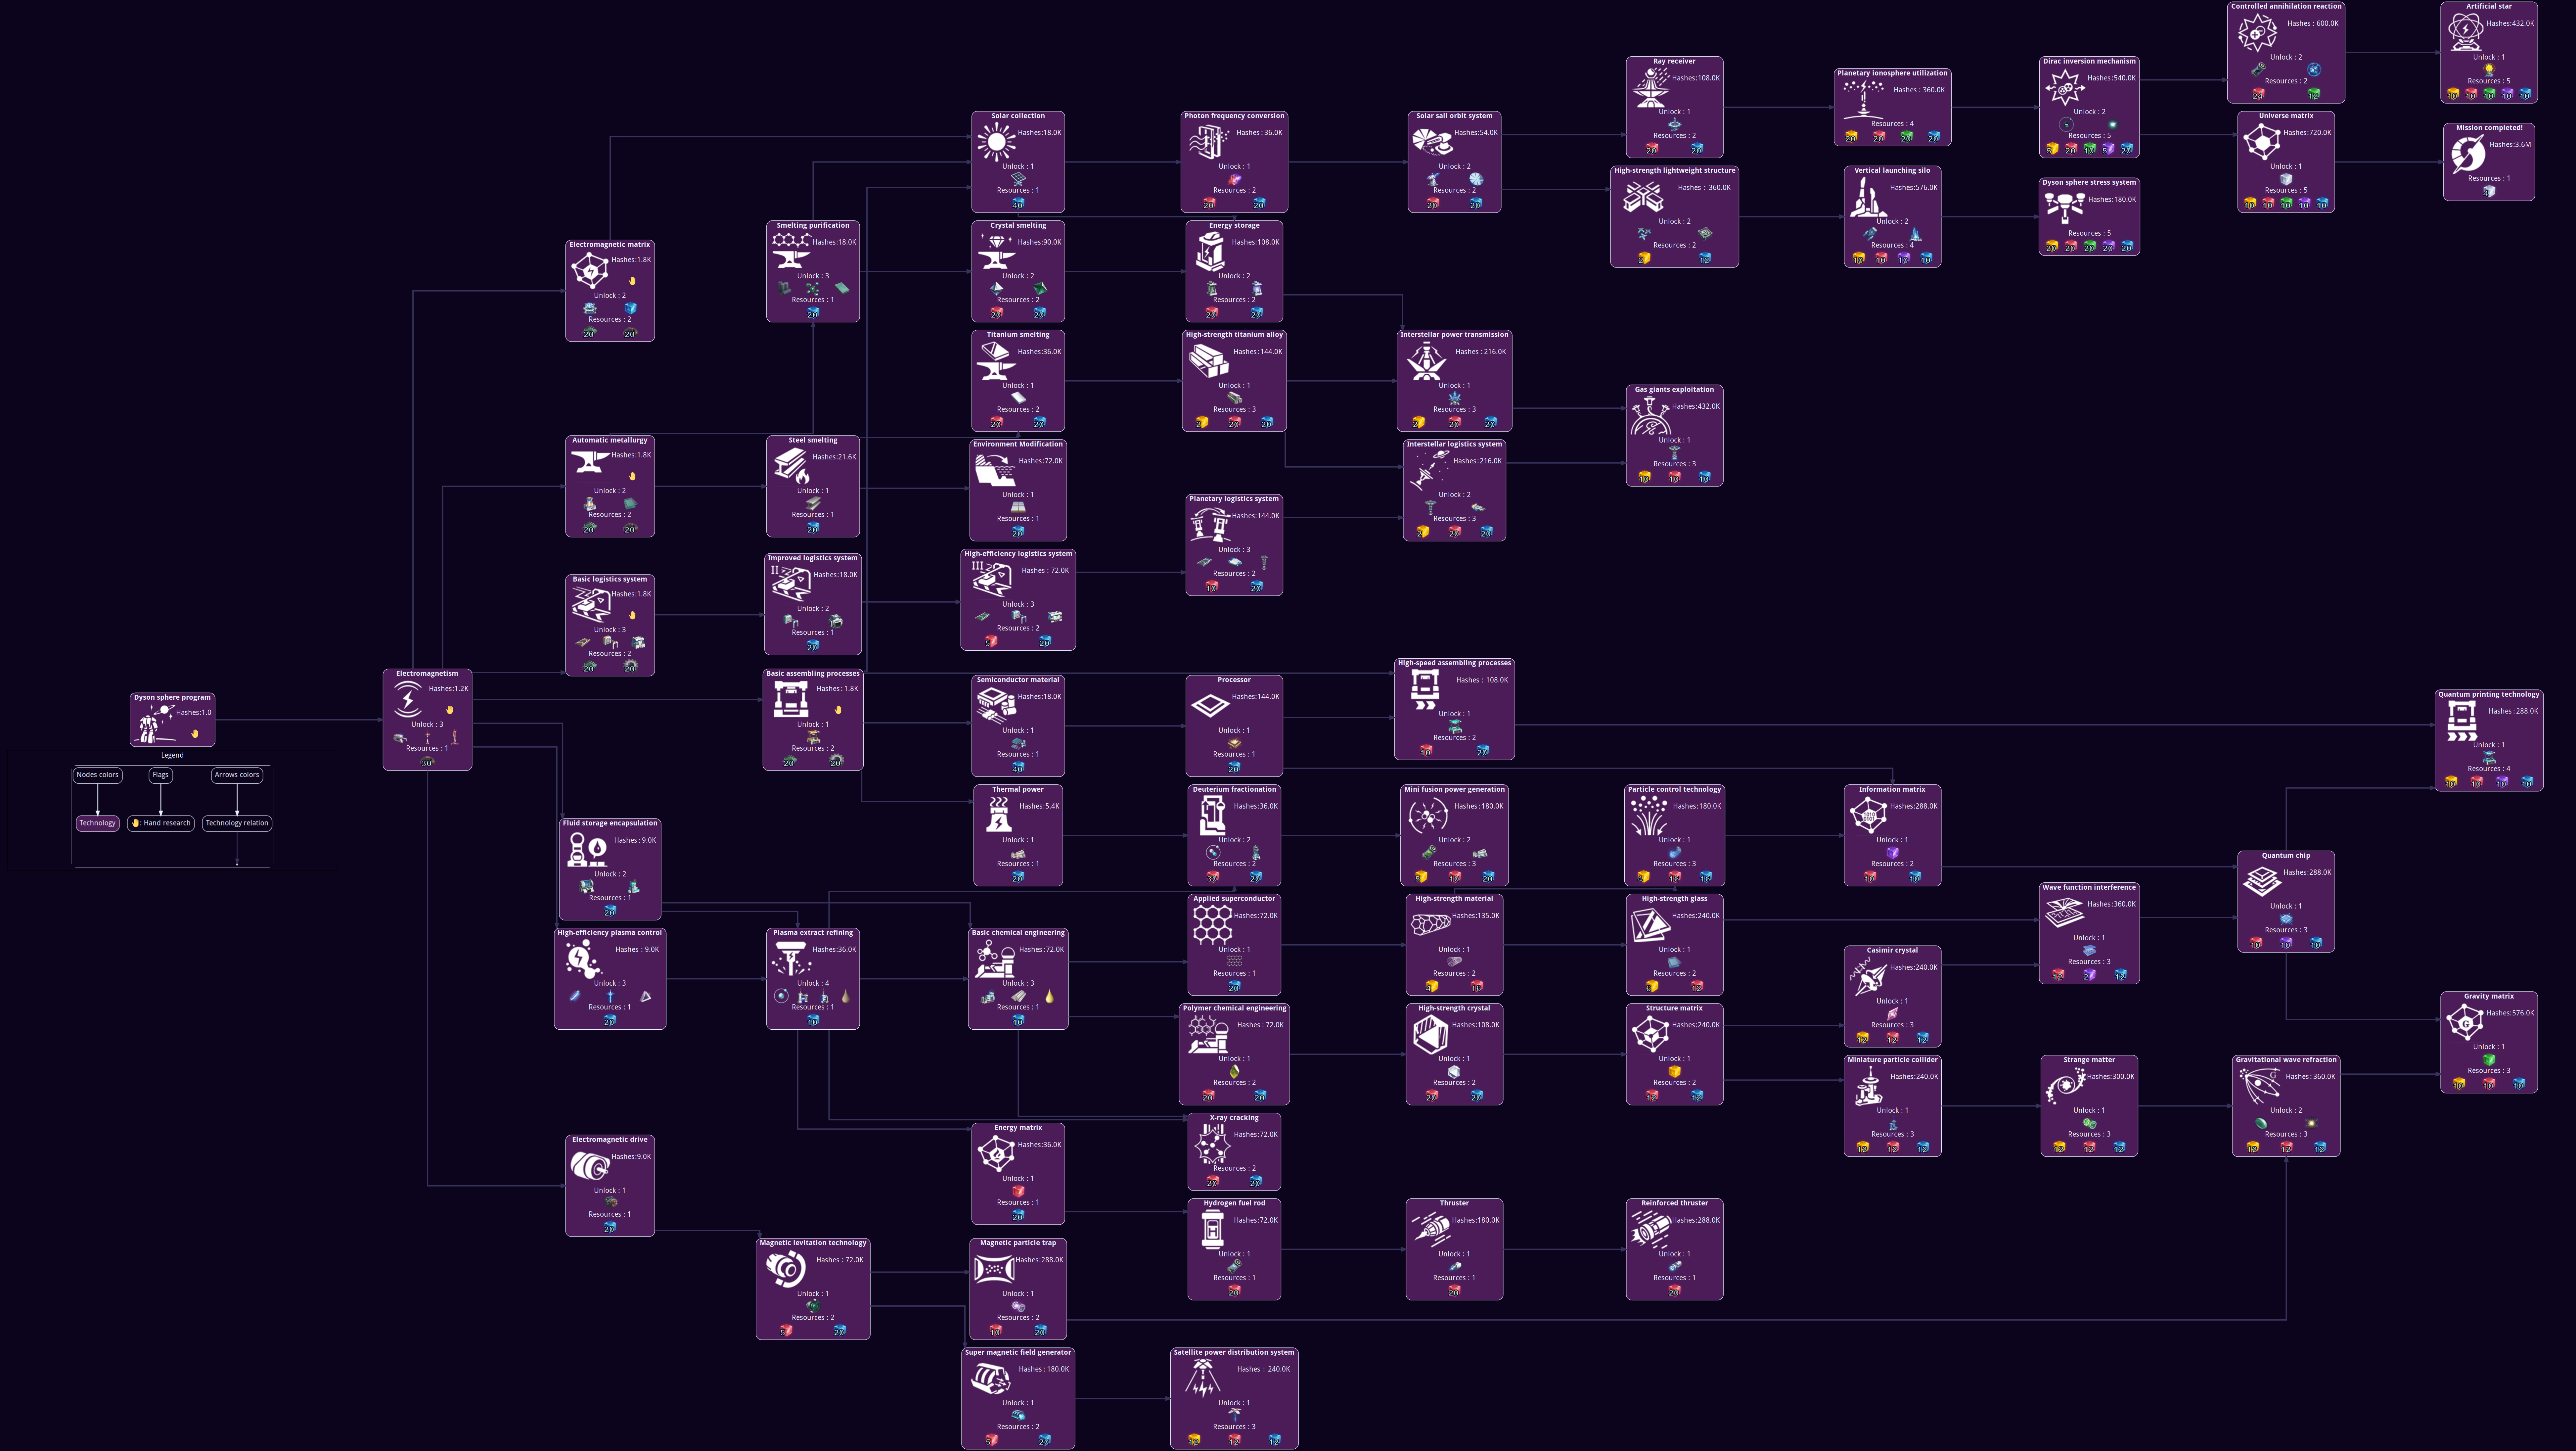 Controlled annihilation reaction
Hashes : 600.0K
Unlock : 2
Resources : 2
Artificial star
Hashes:432.0K
Unlock : 1
Resources : 5
Ray receiver
Hashes:108.0K
Unlock : 1
Resources : 2
Planetary ionosphere utilization
Hashes : 360.0K
Resources : 4
Dirac inversion mechanism
Hashes:540.0K
Unlock : 2
Resources : 5
Solar collection
Hashes:18.0K
Unlock : 1
Resources : 1
Photon frequency conversion
Hashes : 36.0K
Unlock : 1
Resources : 2
Solar sail orbit system
Hashes:54.0K
Unlock : 2
Resources : 2
Universe matrix
Hashes:720.0K
Unlock : 1
Resources : 5
Mission completed!
Hashes:3.6M
Resources : 1
High-strength lightweight structure
Hashes : 360.0K
Unlock : 2
Resources : 2
Vertical launching silo
Hashes:576.0K
Unlock : 2
Resources : 4
Dyson sphere stress system
Hashes:180.0K
Resources : 5
Electromagnetic matrix
Hashes:1.8K
Unlock : 2
Resources : 2
Smelting purification
Hashes:18.0K
Unlock : 3
Resources : 1
Crystal smelting
Hashes:90.0K
Unlock : 2
Resources : 2
Energy storage
Hashes:108.0K
Unlock : 2
Resources : 2
Titanium smelting
Hashes:36.0K
Unlock : 1
Resources : 2
High-strength titanium alloy
Hashes:144.0K
Unlock : 1
Resources : 3
Interstellar power transmission
Hashes : 216.0K
Unlock : 1
Resources : 3
Gas giants exploitation
Hashes:432.0K
Unlock : 1
Resources : 3
Automatic metallurgy
Hashes:1.8K
Unlock : 2
Resources : 2
Steel smelting
Hashes:21.6K
Unlock : 1
Resources : 1
Environment Modification
Hashes:72.0K
Unlock : 1
Resources : 1
Interstellar logistics system
Hashes:216.0K
Unlock : 2
Resources : 3
Planetary logistics system
Hashes:144.0K
Unlock : 3
Resources : 2
Basic logistics system
Hashes:1.8K
Unlock : 3
Resources : 2
Improved logistics system
Hashes:18.0K
Unlock : 2
Resources : 1
High-efficiency logistics system
Hashes : 72.0K
Unlock : 3
Resources : 2
Dyson sphere program
Hashes:1.0
Electromagnetism
Hashes:1.2K
Unlock : 3
Resources : 1
Basic assembling processes
Hashes : 1.8K
Unlock : 1
Resources : 2
Semiconductor material
Hashes:18.0K
Unlock : 1
Resources : 1
Processor
Hashes:144.0K
Unlock : 1
Resources : 1
High-speed assembling processes
Hashes : 108.0K
Unlock : 1
Resources : 2
Quantum printing technology
Hashes:288.0K
Unlock : 1
Resources : 4
Legend
Nodes colors
Flags
Arrows colors
Technology
: Hand research
Technology relation
Thermal power
Hashes:5.4K
Unlock : 1
Resources : 1
Deuterium fractionation
Hashes:36.0K
Unlock : 2
Resources : 2
Mini fusion power generation
Hashes:180.0K
Unlock : 2
Resources : 3
Particle control technology
Hashes:180.0K
Unlock : 1
Resources : 3
Information matrix
Hashes:288.0K
Unlock : 1
Resources : 2
Fluid storage encapsulation
Hashes : 9.0K
Unlock : 2
Resources : 1
Quantum chip
Hashes:288.0K
Unlock : 1
Resources : 3
Applied superconductor
Hashes:72.0K
Unlock : 1
Resources : 1
High-strength material
Hashes:135.0K
Unlock : 1
Resources : 2
High-strength glass
Hashes:240.0K
Unlock : 1
Resources : 2
Wave function interference
Hashes:360.0K
Unlock : 1
Resources : 3
High-efficiency plasma control
Hashes : 9.0K
Unlock : 3
Resources : 1
Plasma extract refining
Hashes:36.0K
Unlock : 4
Resources : 1
Basic chemical engineering
Hashes:72.0K
Unlock : 3
Resources : 1
Casimir crystal
Hashes:240.0K
Unlock : 1
Resources : 3
Polymer chemical engineering
Hashes : 72.0K
Unlock : 1
Resources : 2
High-strength crystal
Hashes:108.0K
Unlock : 1
Resources : 2
Structure matrix
Hashes:240.0K
Unlock : 1
Resources : 2
Gravity matrix
Hashes:576.0K
Unlock : 1
Resources : 3
Miniature particle collider
Hashes:240.0K
Unlock : 1
Resources : 3
Strange matter
Hashes:300.0K
Unlock : 1
Resources : 3
Gravitational wave refraction
Hashes : 360.0K
Unlock : 2
Resources : 3
Electromagnetic drive
Hashes:9.0K
Unlock : 1
Resources : 1
Energy matrix
Hashes:36.0K
Unlock : 1
Resources : 1
X-ray cracking
Hashes:72.0K
Resources : 2
Hydrogen fuel rod
Hashes:72.0K
Unlock : 1
Resources : 1
Thruster
Hashes:180.0K
Unlock : 1
Resources : 1
Reinforced thruster
Hashes:288.0K
Unlock : 1
Resources : 1
Magnetic levitation technology
Hashes : 72.0K
Unlock : 1
Resources : 2
Magnetic particle trap
Hashes:288.0K
Unlock : 1
Resources : 2
Super magnetic field generator
Hashes : 180.0K
Unlock : 1
Resources : 2
Satellite power distribution system
Hashes : 240.0K
Unlock : 1
Resources : 3